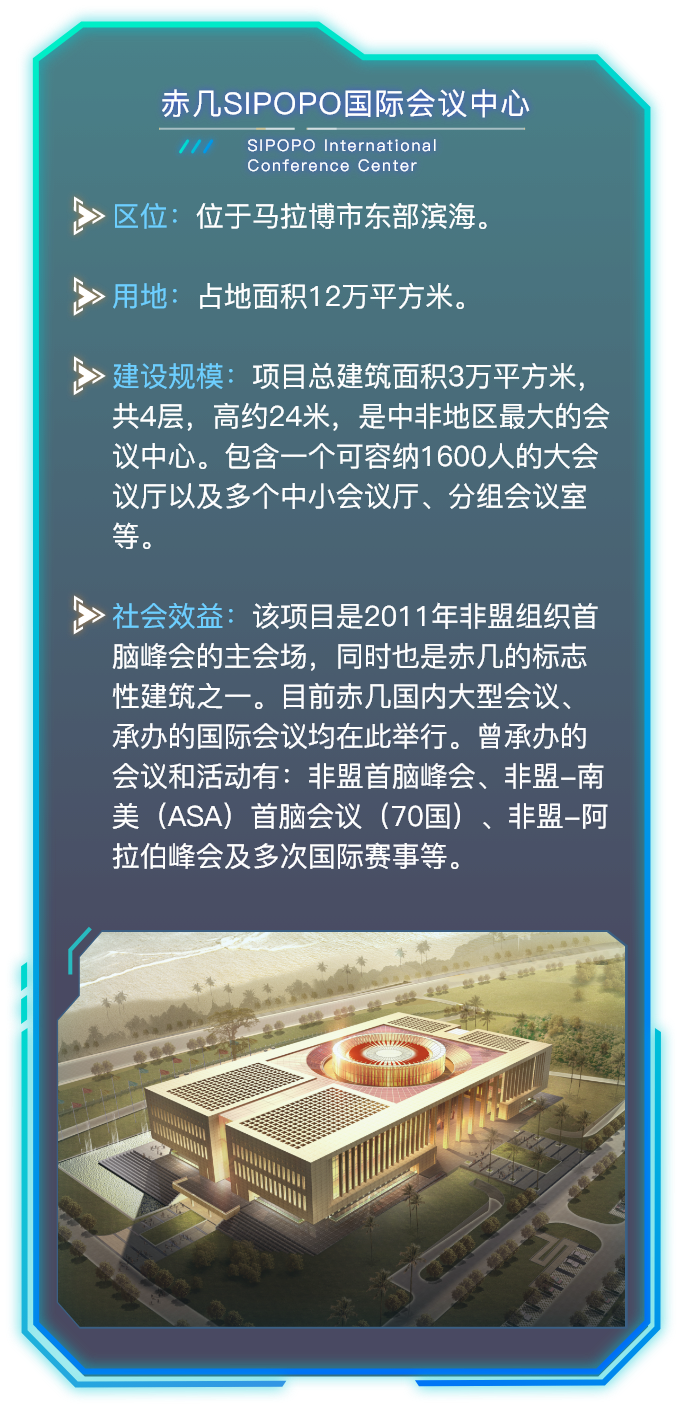 赤几SIPOPO国际会议中心
SIPOPO International
Conference Center
区位：位于马拉博市东部滨海。
用地：占地面积12万平方米。
建设规模：项目总建筑面积3万平方米，
共4层，高约24米，是中非地区最大的会
议中心。包含一个可容纳1600人的大会
议厅以及多个中小会议厅、分组会议室
等。
社会效益：该项目是2011年非盟组织首
脑峰会的主会场，同时也是赤几的标志
性建筑之一。目前赤几国内大型会议、
承办的国际会议均在此举行。曾承办的
会议和活动有：非盟首脑峰会、非盟-南
美（ASA）首脑会议（70国）、非盟-阿
拉伯峰会及多次国际赛事等。